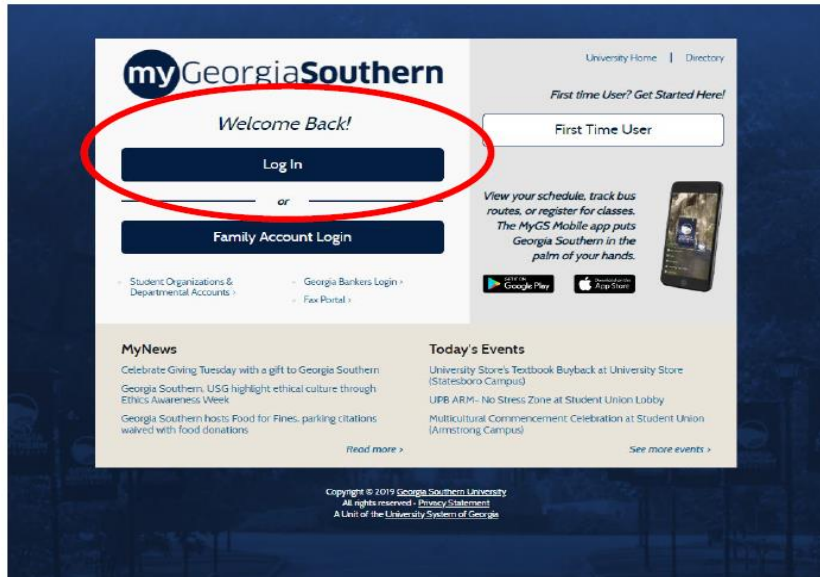 myGeorgiaSouthern
Welcome Back!
Log In
or
Family Account Login
Student Organizations &
Departmental Accounts ›
Georgia Bankers Login ›
Fax Portal ›
University Home | Directory
First time User? Get Started Here!
First Time User
View your schedule, track bus
routes, or register for classes.
The MyGS Mobile app puts
Georgia Southern in the
palm of your hands.
GET IT ON
Google Play
Download on the
App Store
MyNews
Celebrate Giving Tuesday with a gift to Georgia Southern
Georgia Southern, USG highlight ethical culture through
Ethics Awareness Week
Georgia Southern hosts Food for Fines, parking citations
waived with food donations
Read more ›
Today's Events
University Store's Textbook Buyback at University Store
(Statesboro Campus)
UPB ARM- No Stress Zone at Student Union Lobby
Multicultural Commencement Celebration at Student Union
(Armstrong Campus)
See more events ›
Copyright © 2019 Georgia Southern University
All rights reserved - Privacy Statement
A Unit of the University System of Georgia